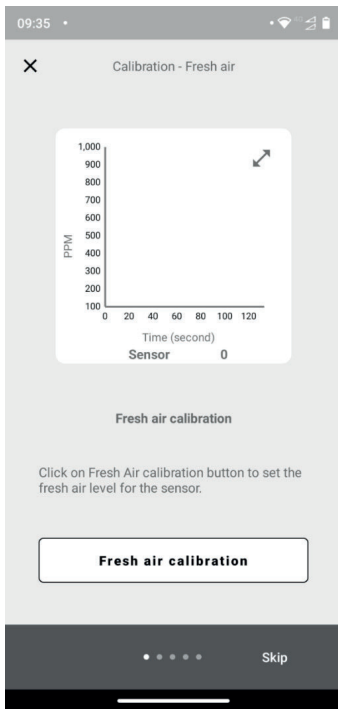 09:35
4G
Calibration - Fresh air
1,000
900
800
700
600
500
400
300
200
100
PPM
0 20 40 60 80 100 120
Time (second)
Sensor 0
Fresh air calibration
Click on Fresh Air calibration button to set the
fresh air level for the sensor.
Fresh air calibration
Skip